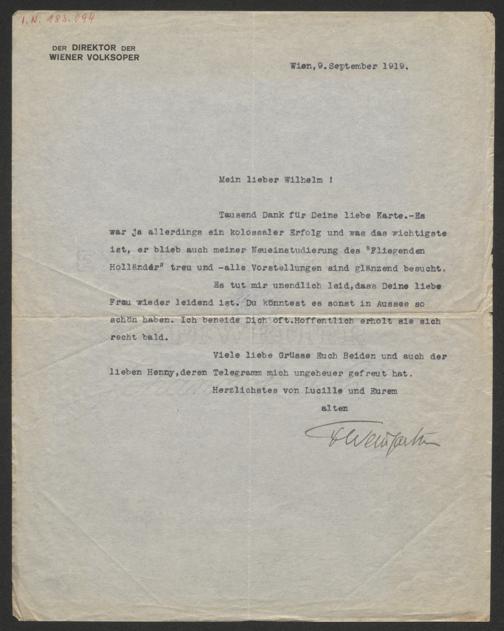 I.N. 183.094
DER DIREKTOR DER
WIENER VOLKSOPER
Wien,9.September 1919.
Mein lieber Wilhelm !
Tausend Dank für Deine liebe Karte.-Es
war ja allerdings ein kolossaler Erfolg und was das wichtigste
ist, er blieb auch meiner Neueinstudierung des "Fliegenden
Holländer" treu und -alle Vorstellungen sind glänzend besucht.
Es tut mir unendlich leid,dass Deine liebe
Frau wieder leidend ist. Du könntest es sonst in Aussee so
schön haben. Ich beneide Dich oft.Hoffentlich erholt sie sich
recht bald.
Viele liebe Grüsse Euch Beiden und auch der
lieben Henny,deren Telegramm mich ungeheuer gefreut hat.
Herzlichstes von Lucille und Eurem
alten
FWeingartner